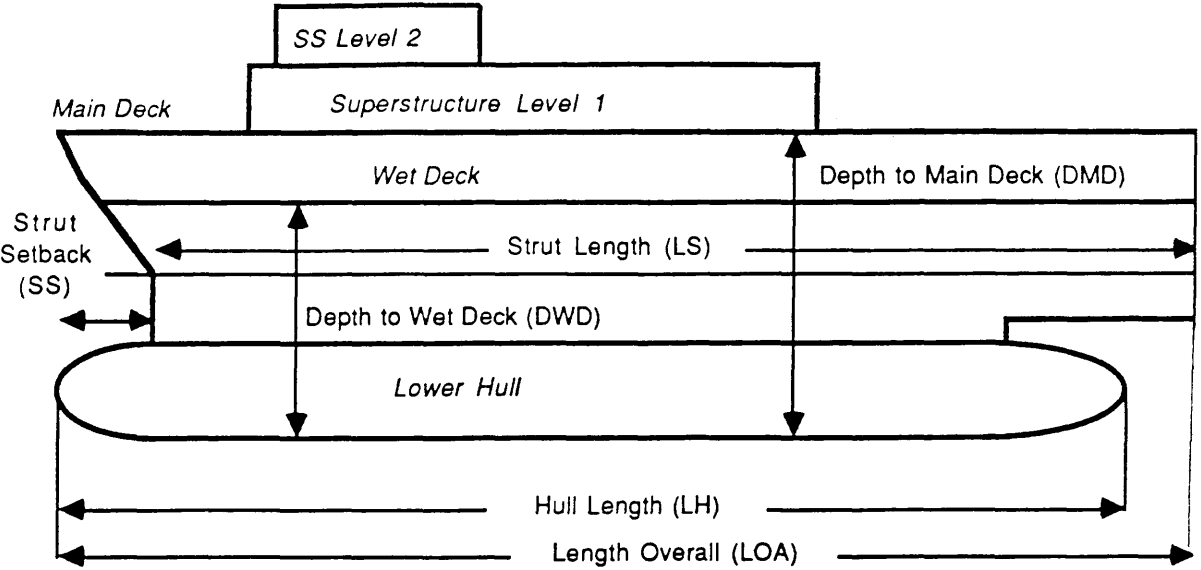 SS Level 2
Superstructure Level 1
Main Deck
Wet Deck
Depth to Main Deck (DMD)
Strut
Setback
(SS)
Strut Length (LS)
Depth to Wet Deck (DWD)
Lower Hull
Hull Length (LH)
Length Overall (LOA)